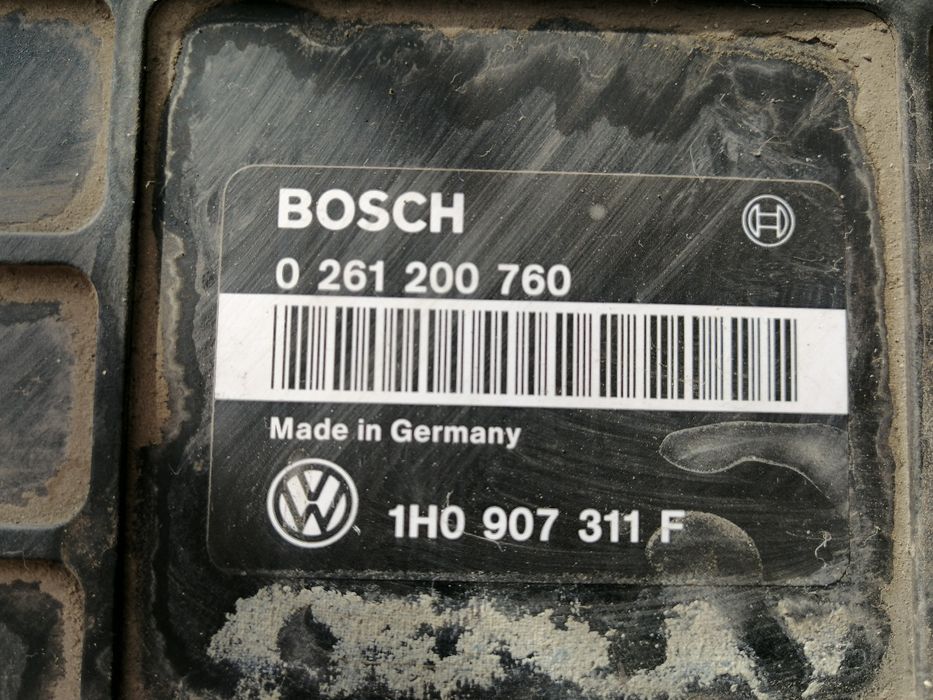 BOSCH
0 261 200 760
Made in Germany
1H0 907 311 F